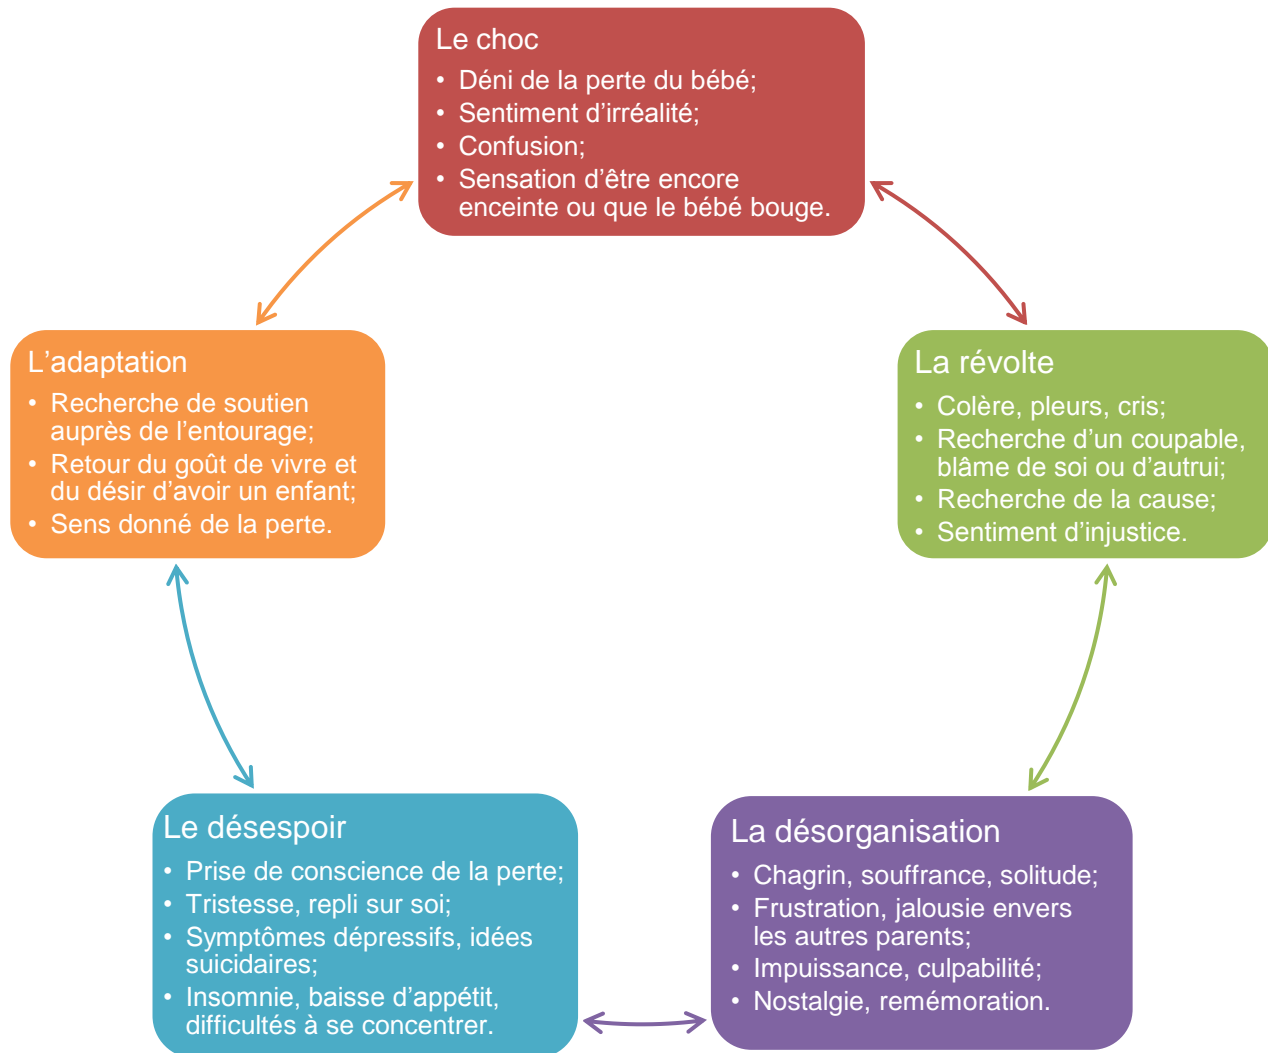 Le choc
• Déni de la perte du bébé;
• Sentiment d’irréalité;
• Confusion;
• Sensation d’être encore
enceinte ou que le bébé bouge.
La révolte
• Colère, pleurs, cris;
• Recherche d’un coupable,
blâme de soi ou d’autrui;
• Recherche de la cause;
• Sentiment d’injustice.
La désorganisation
• Chagrin, souffrance, solitude;
• Frustration, jalousie envers
les autres parents;
• Impuissance, culpabilité;
• Nostalgie, remémoration.
Le désespoir
• Prise de conscience de la perte;
• Tristesse, repli sur soi;
• Symptômes dépressifs, idées
suicidaires;
• Insomnie, baisse d’appétit,
difficultés à se concentrer.
L’adaptation
• Recherche de soutien
auprès de l’entourage;
• Retour du goût de vivre et
du désir d’avoir un enfant;
• Sens donné de la perte.